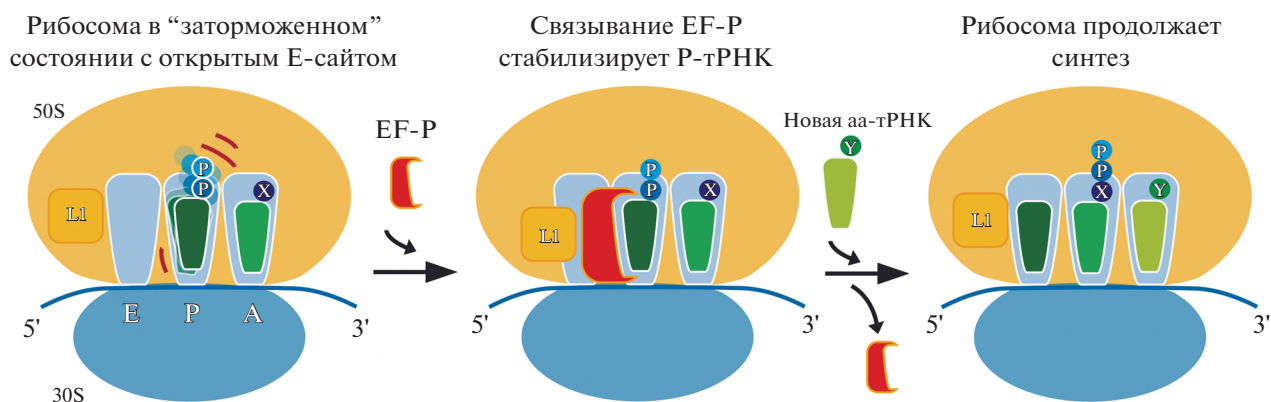 Рибосома в “заторможенном”
состоянии с открытым Е-сайтом
Связывание EF-P
стабилизирует Р-тРНК
Рибосома продолжает
синтез
50S
EF-P
Новая аа-тРНК
Y
P
P
X
L1
P
P
X
L1
P
P
X
Y
L1
E P A
5'
3'
5'
3'
5'
3'
30S